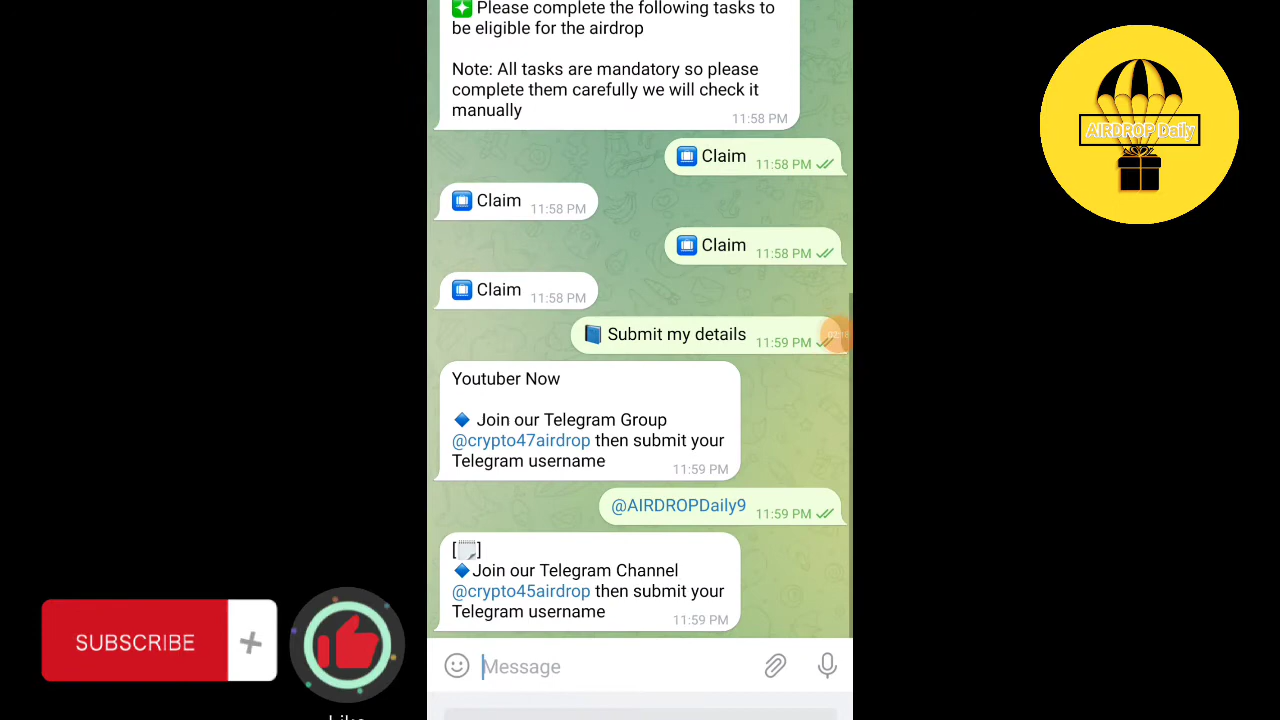 Please complete the following tasks to
be eligible for the airdrop
Note: All tasks are mandatory so please
complete them carefully we will check it
manually
11:58 PM
Claim 11:58 PM
Claim 11:58 PM
Claim 11:58 PM
Claim 11:58 PM
Submit my details 11:59 PM
Youtuber Now
Join our Telegram Group
@crypto47airdrop then submit your
Telegram username
11:59 PM
@AIRDROPDaily9 11:59 PM
[🗒]
Join our Telegram Channel
@crypto45airdrop then submit your
Telegram username
11:59 PM
Message
AIRDROP Daily
SUBSCRIBE +
Like